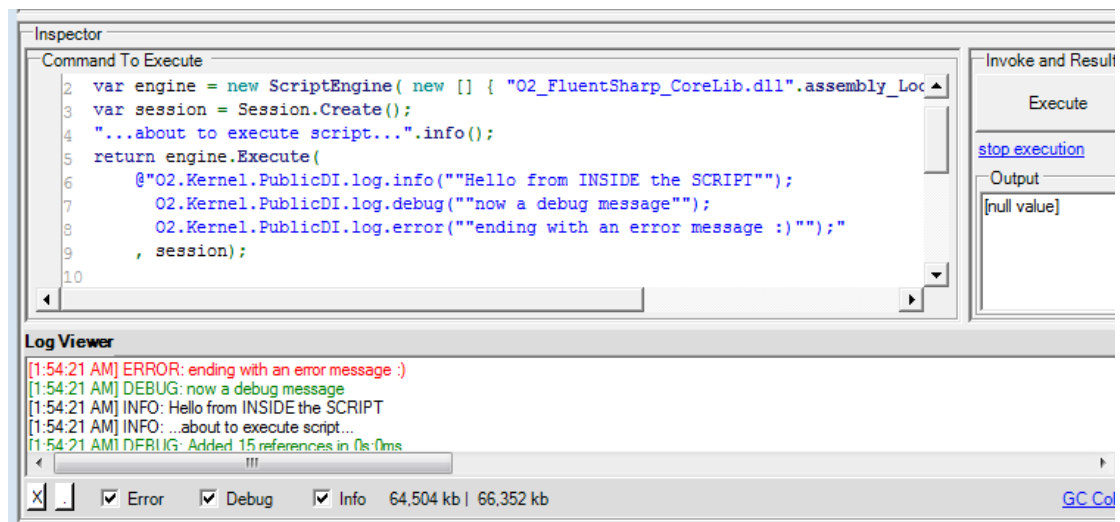 Inspector
Command To Execute
2 var engine = new ScriptEngine( new [] { "O2_FluentSharp_CoreLib.dll".assembly_Loc
3 var session = Session.Create();
4 "...about to execute script...".info();
5 return engine.Execute(
6 @"O2.Kernel.PublicDI.log.info(""Hello from INSIDE the SCRIPT"");
7 O2.Kernel.PublicDI.log.debug(""now a debug message"");
8 O2.Kernel.PublicDI.log.error(""ending with an error message :)"");"
9 , session);
10
Invoke and Result
Execute
stop execution
Output
[null value]
Log Viewer
[1:54:21 AM] ERROR: ending with an error message :)
[1:54:21 AM] DEBUG: now a debug message
[1:54:21 AM] INFO: Hello from INSIDE the SCRIPT
[1:54:21 AM] INFO: ...about to execute script...
[1:54:21 AM] DEBUG: Added 15 references in 0s:0ms
X . Error Debug Info 64,504 kb | 66,352 kb GC Col